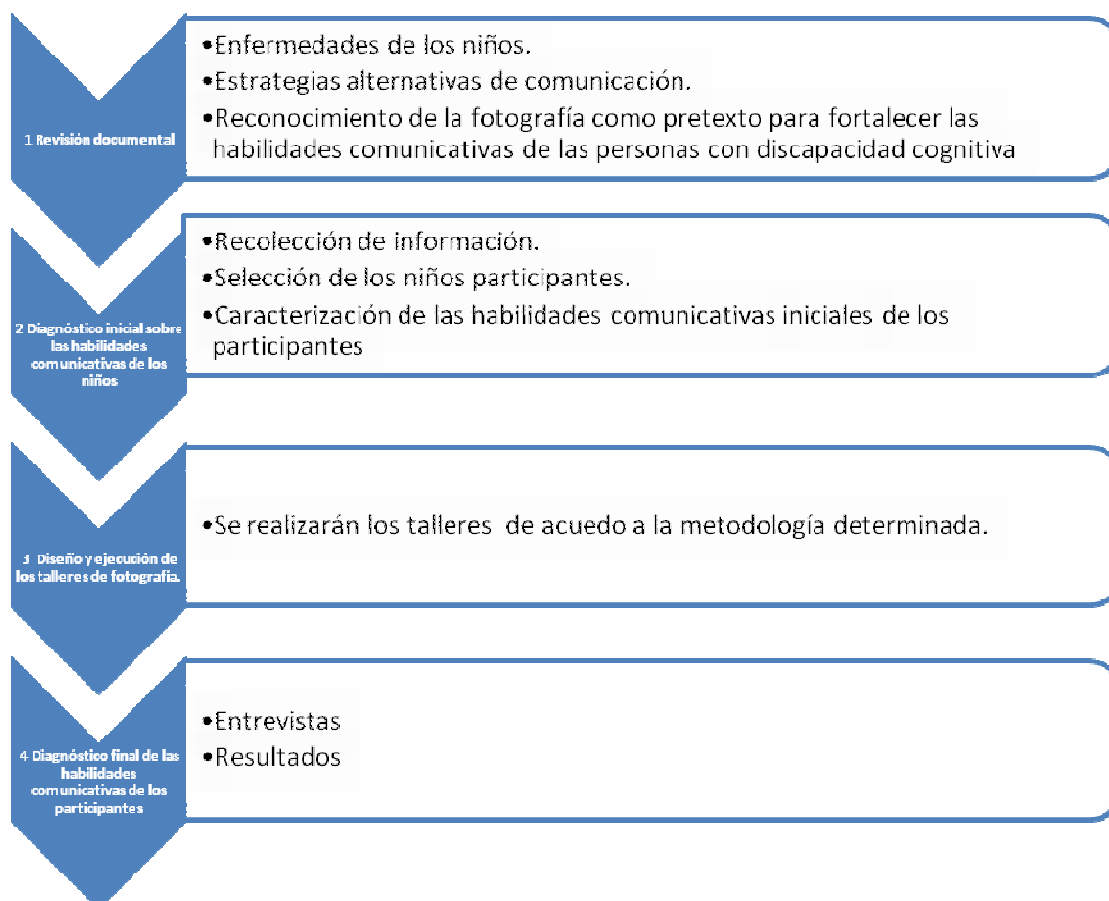 1 Revisión documental
•Enfermedades de los niños.
•Estrategias alternativas de comunicación.
•Reconocimiento de la fotografía como pretexto para fortalecer las
habilidades comunicativas de las personas con discapacidad cognitiva
2 Diagnóstico inicial sobre
las habilidades
comunicativas de los
niños
•Recolección de información.
•Selección de los niños participantes.
•Caracterización de las habilidades comunicativas iniciales de los
participantes
3 Diseño y ejecución de
los talleres de fotografía.
•Se realizarán los talleres de acuedo a la metodología determinada.
4 Diagnóstico final de las
habilidades
comunicativas de los
participantes
•Entrevistas
•Resultados